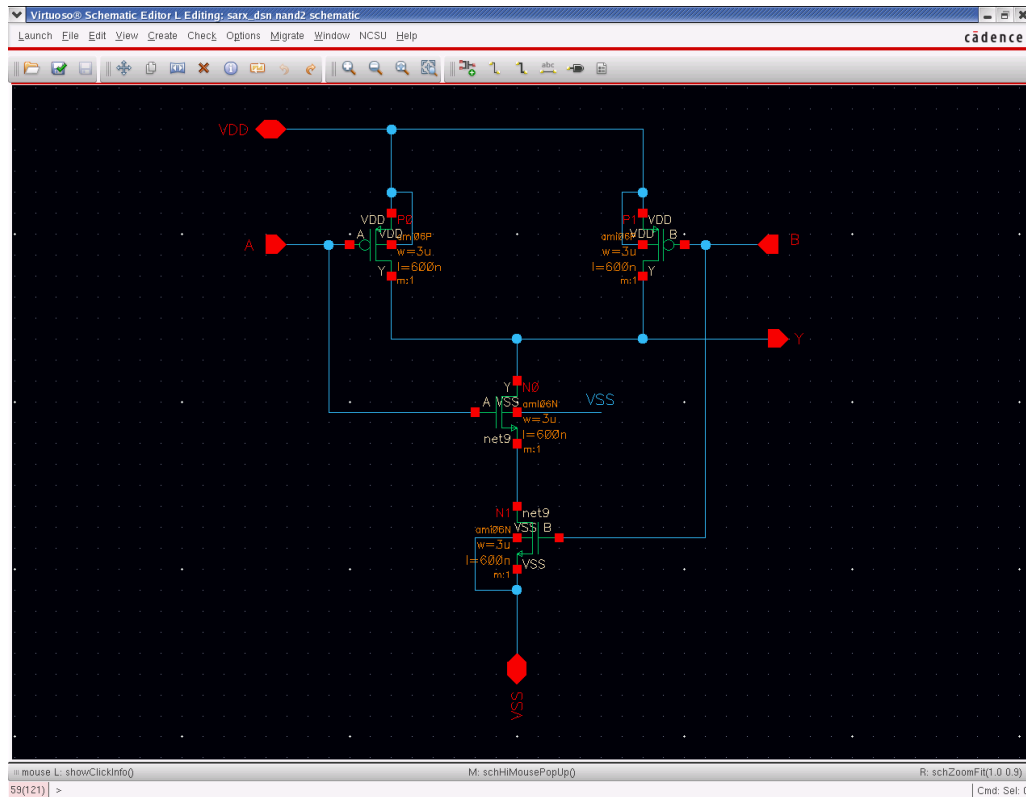 Virtuoso® Schematic Editor L Editing: sarx_dsn nand2 schematic
Launch File Edit View Create Check Options Migrate Window NCSU Help
cādence
abc
VDD
VDD P0
A VDD
ami06P
w=3u
l=600n
Y
m:1
A
P1 VDD
ami06P
VDD B
w=3u
l=600n
Y
m:1
B
Y
Y N0
A VSS ami06N
VSS
w=3u
l=600n
net9
m:1
N1 net9
ami06N VSS B
w=3u
l=600n
VSS
m:1
VSS
mouse L: showClickInfo() M: schHiMousePopUp() R: schZoomFit(1.0 0.9)
59(121) > Cmd: Sel: 0